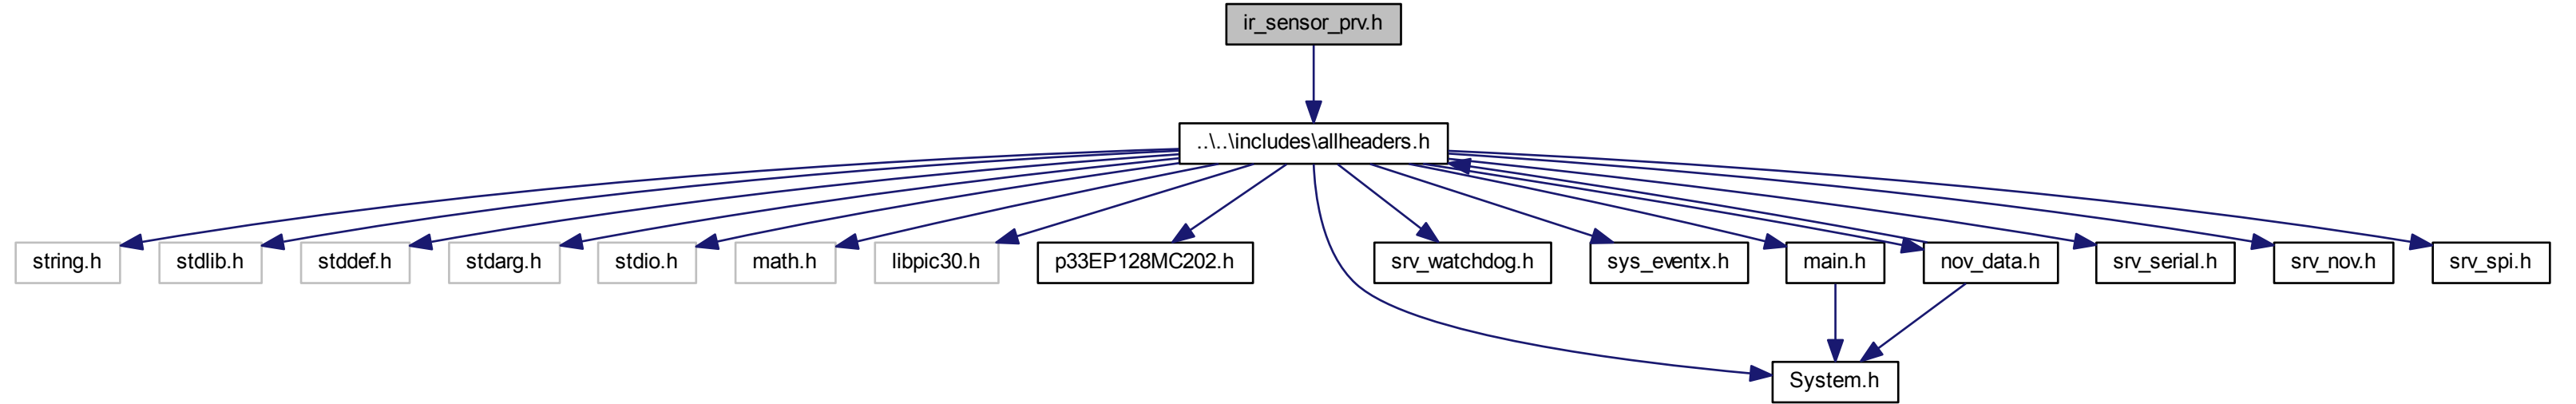 ir_sensor_prv.h
..\..\includes\allheaders.h
string.h
stdlib.h
stddef.h
stdarg.h
stdio.h
math.h
libpic30.h
p33EP128MC202.h
srv_watchdog.h
sys_eventx.h
main.h
nov_data.h
srv_serial.h
srv_nov.h
srv_spi.h
System.h